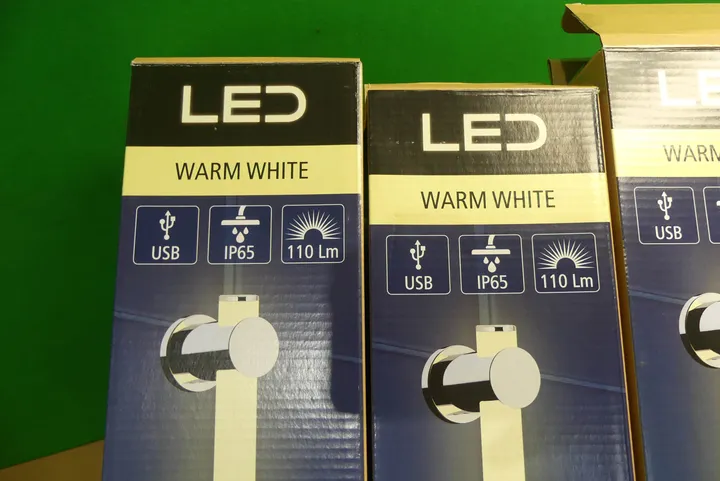 LED
WARM WHITE
USB IP65 110 Lm
LED
WARM WHITE
USB IP65 110 Lm
USB